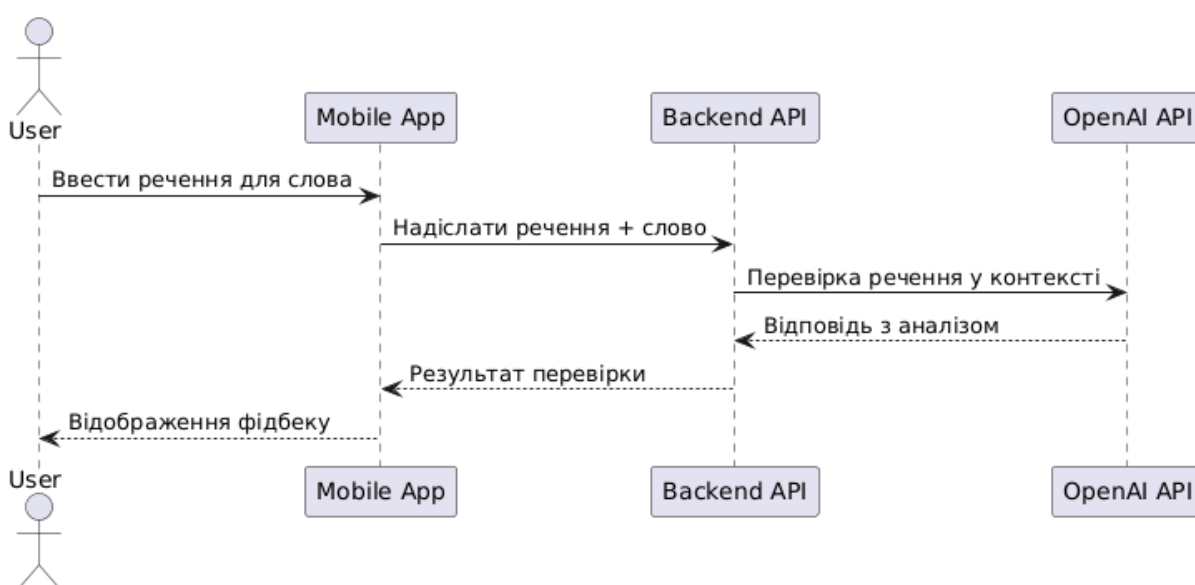 User
Mobile App
Backend API
OpenAI API
Ввести речення для слова
Надіслати речення + слово
Перевірка речення у контексті
Відповідь з аналізом
Результат перевірки
Відображення фідбеку
User
Mobile App
Backend API
OpenAI API